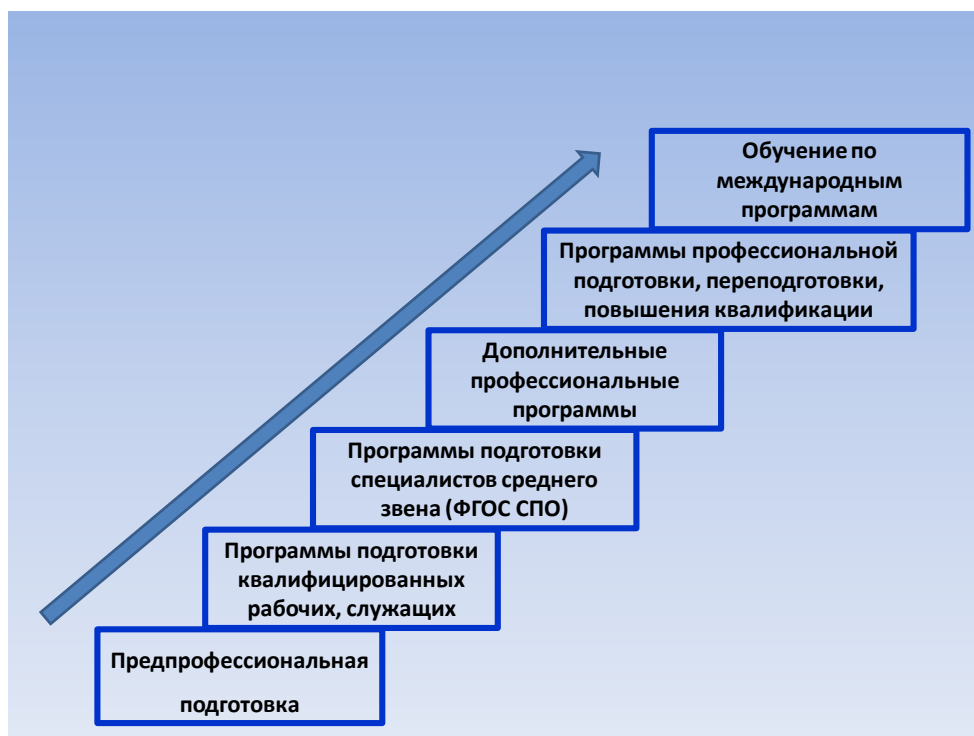 Обучение по
международным
программам
Программы профессиональной
подготовки, переподготовки,
повышения квалификации
Дополнительные
профессиональные
программы
Программы подготовки
специалистов среднего
звена (ФГОС СПО)
Программы подготовки
квалифицированных
рабочих, служащих
Предпрофессиональная
подготовка